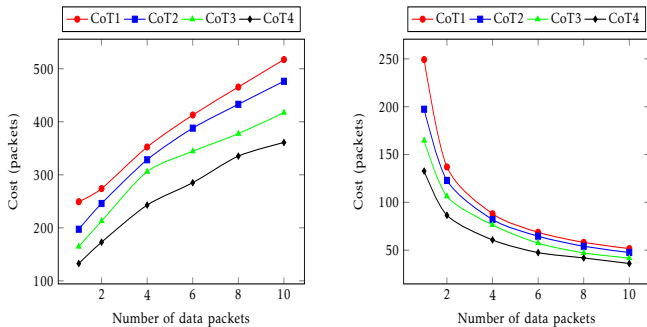 CoT1 CoT2 CoT3 CoT4
500
400
300
200
100
2 4 6 8 10
Cost (packets)
Number of data packets
CoT1 CoT2 CoT3 CoT4
250
200
150
100
50
2 4 6 8 10
Cost (packets)
Number of data packets